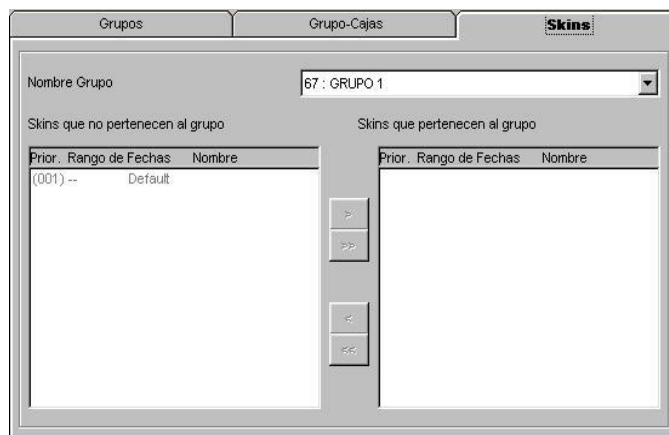 Grupos Grupo-Cajas Skins
Nombre Grupo 67 : GRUPO 1
Skins que no pertenecen al grupo Skins que pertenecen al grupo
Prior. Rango de Fechas Nombre Prior. Rango de Fechas Nombre
(001) -- Default
>
>>
<
<<